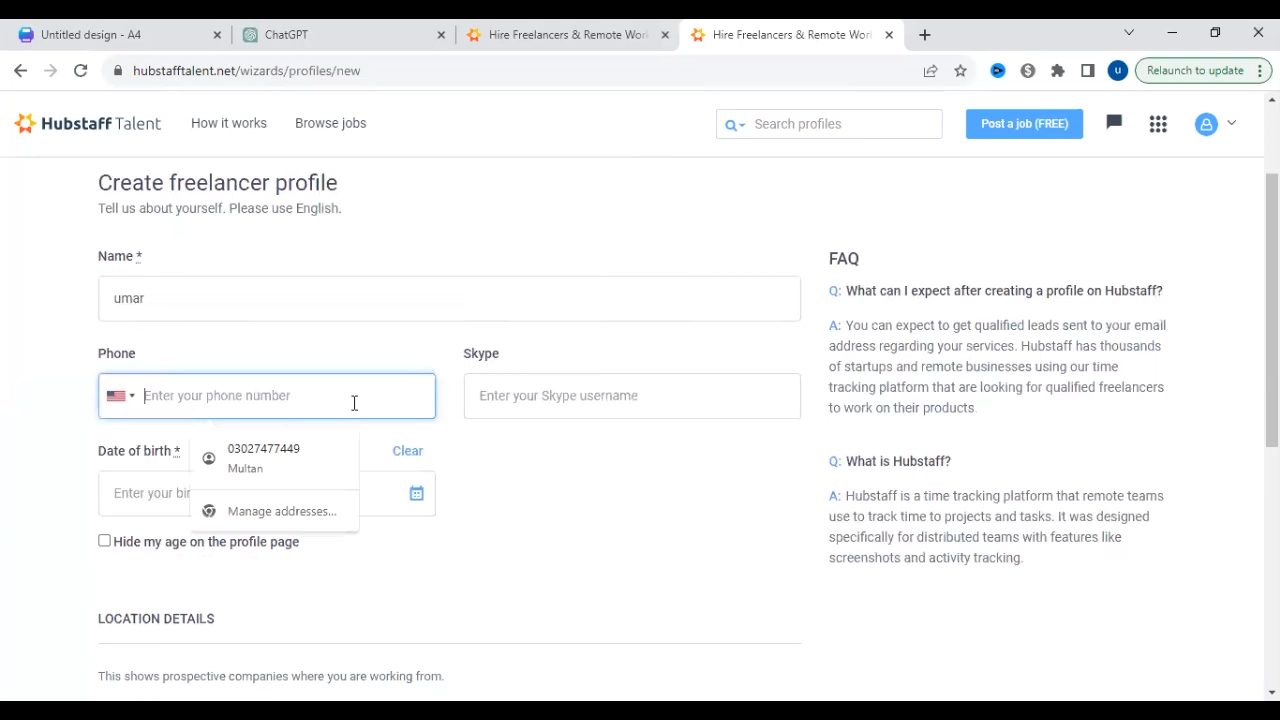 Untitled design - A4
ChatGPT
Hire Freelancers & Remote Wor
Hire Freelancers & Remote Wor
hubstafftalent.net/wizards/profiles/new
u
Relaunch to update
Hubstaff Talent
How it works
Browse jobs
Search profiles
Post a job (FREE)
Create freelancer profile
Tell us about yourself. Please use English.
Name *
umar
Phone
Skype
Enter your phone number
Enter your Skype username
Date of birth *
Clear
03027477449
Multan
Enter your bir
Manage addresses...
Hide my age on the profile page
LOCATION DETAILS
This shows prospective companies where you are working from.
FAQ
Q: What can I expect after creating a profile on Hubstaff?
A: You can expect to get qualified leads sent to your email
address regarding your services. Hubstaff has thousands
of startups and remote businesses using our time
tracking platform that are looking for qualified freelancers
to work on their projects.
Q: What is Hubstaff?
A: Hubstaff is a time tracking platform that remote teams
use to track time to projects and tasks. It was designed
specifically for distributed teams with features like
screenshots and activity tracking.